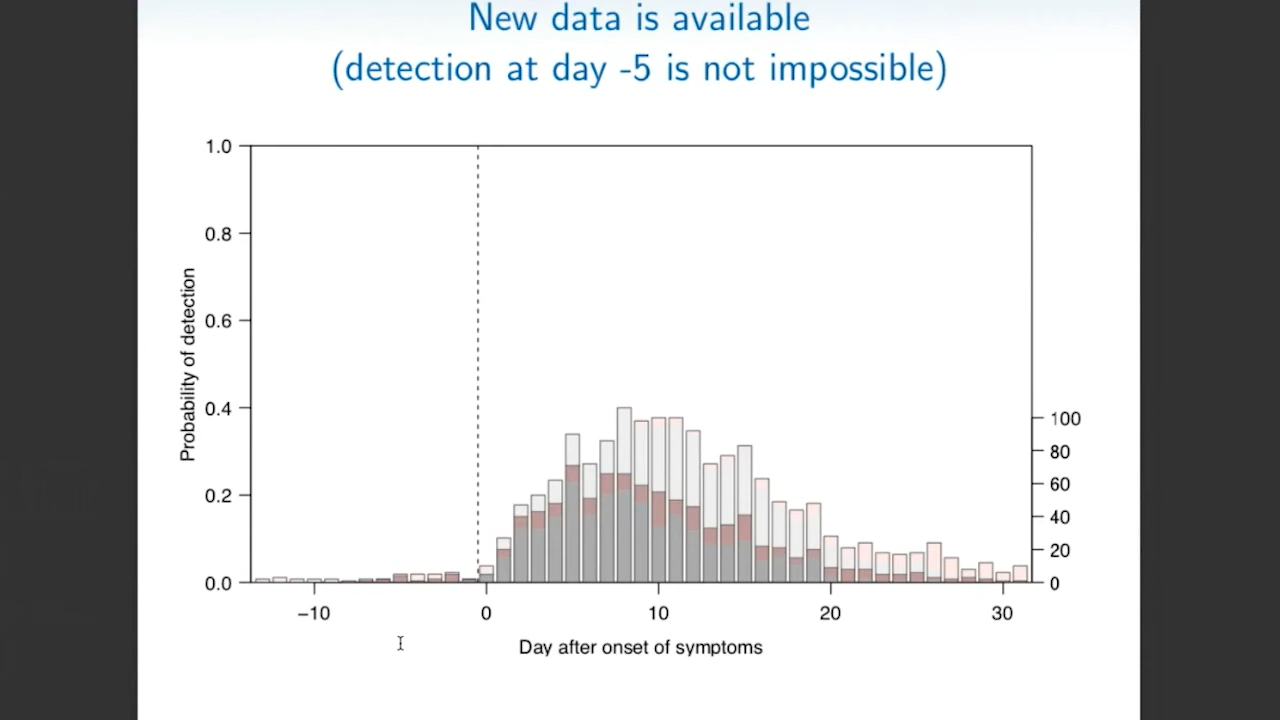 New data is available
(detection at day -5 is not impossible)
1.0
0.8
0.6
0.4
0.2
0.0
Probability of detection
100
80
60
40
20
0
−10 0 10 20 30
Day after onset of symptoms